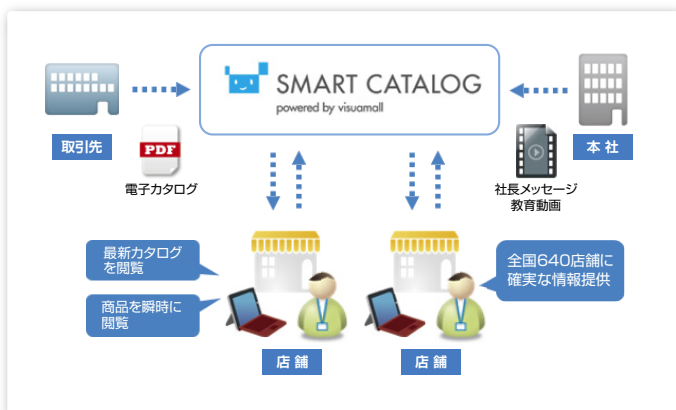 SMART CATALOG
powered by visuamall
取引先
本社
PDF
電子カタログ
社長メッセージ
教育動画
最新カタログ
を閲覧
商品を瞬時に
閲覧
全国640店舗に
確実な情報提供
店舗
店舗